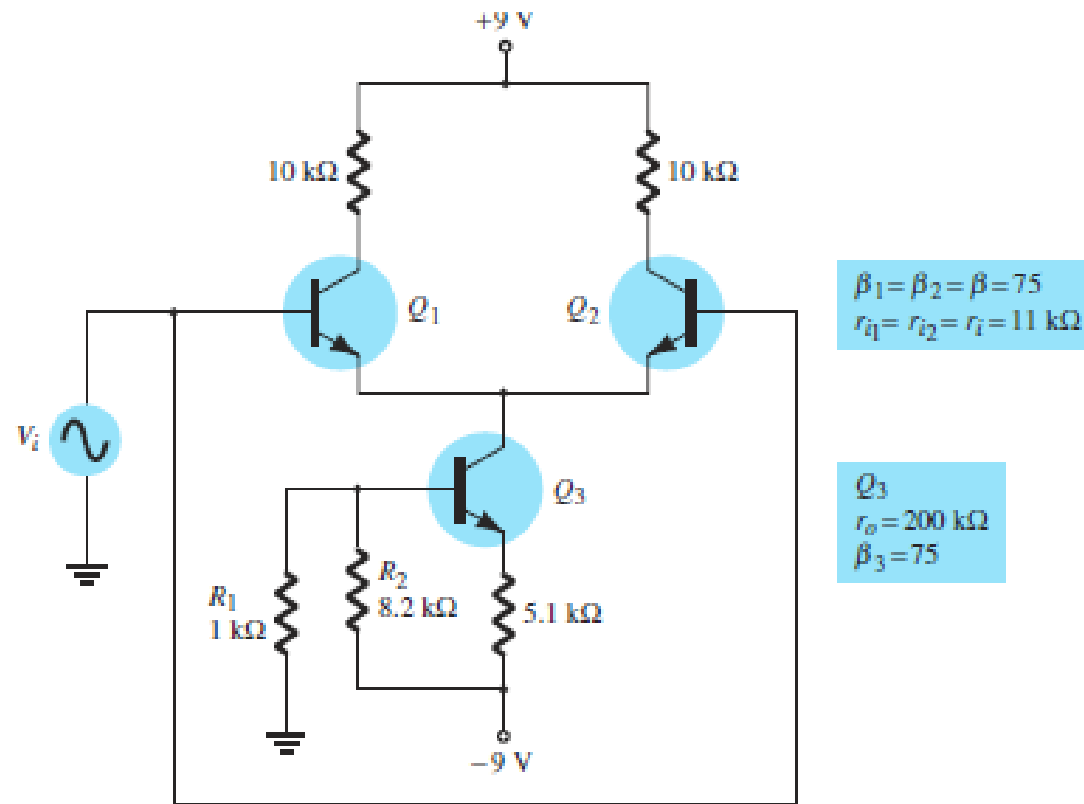 +9 V
10 kΩ
10 kΩ
Q₁
Q₂
β₁ = β₂ = β = 75
rᵢ₁ = rᵢ₂ = rᵢ = 11 kΩ
Vᵢ
Q₃
Q₃
rₒ = 200 kΩ
β₃ = 75
R₁
1 kΩ
R₂
8.2 kΩ
5.1 kΩ
−9 V